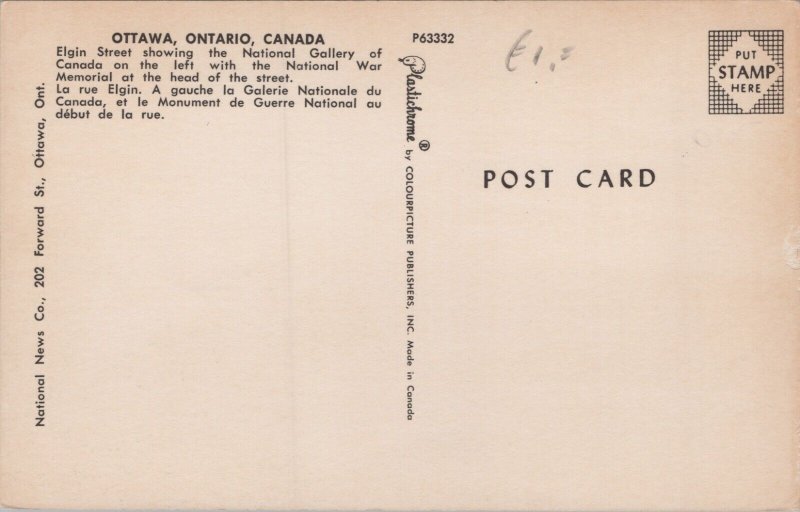 OTTAWA, ONTARIO, CANADA
Elgin Street showing the National Gallery of
Canada on the left with the National War
Memorial at the head of the street.
La rue Elgin. A gauche la Galerie Nationale du
Canada, et le Monument de Guerre National au
début de la rue.
National News Co., 202 Forward St., Ottawa, Ont.
P63332
Plastichrome® by COLOURPICTURE PUBLISHERS, INC. Made in Canada
PUT
STAMP
HERE
POST CARD